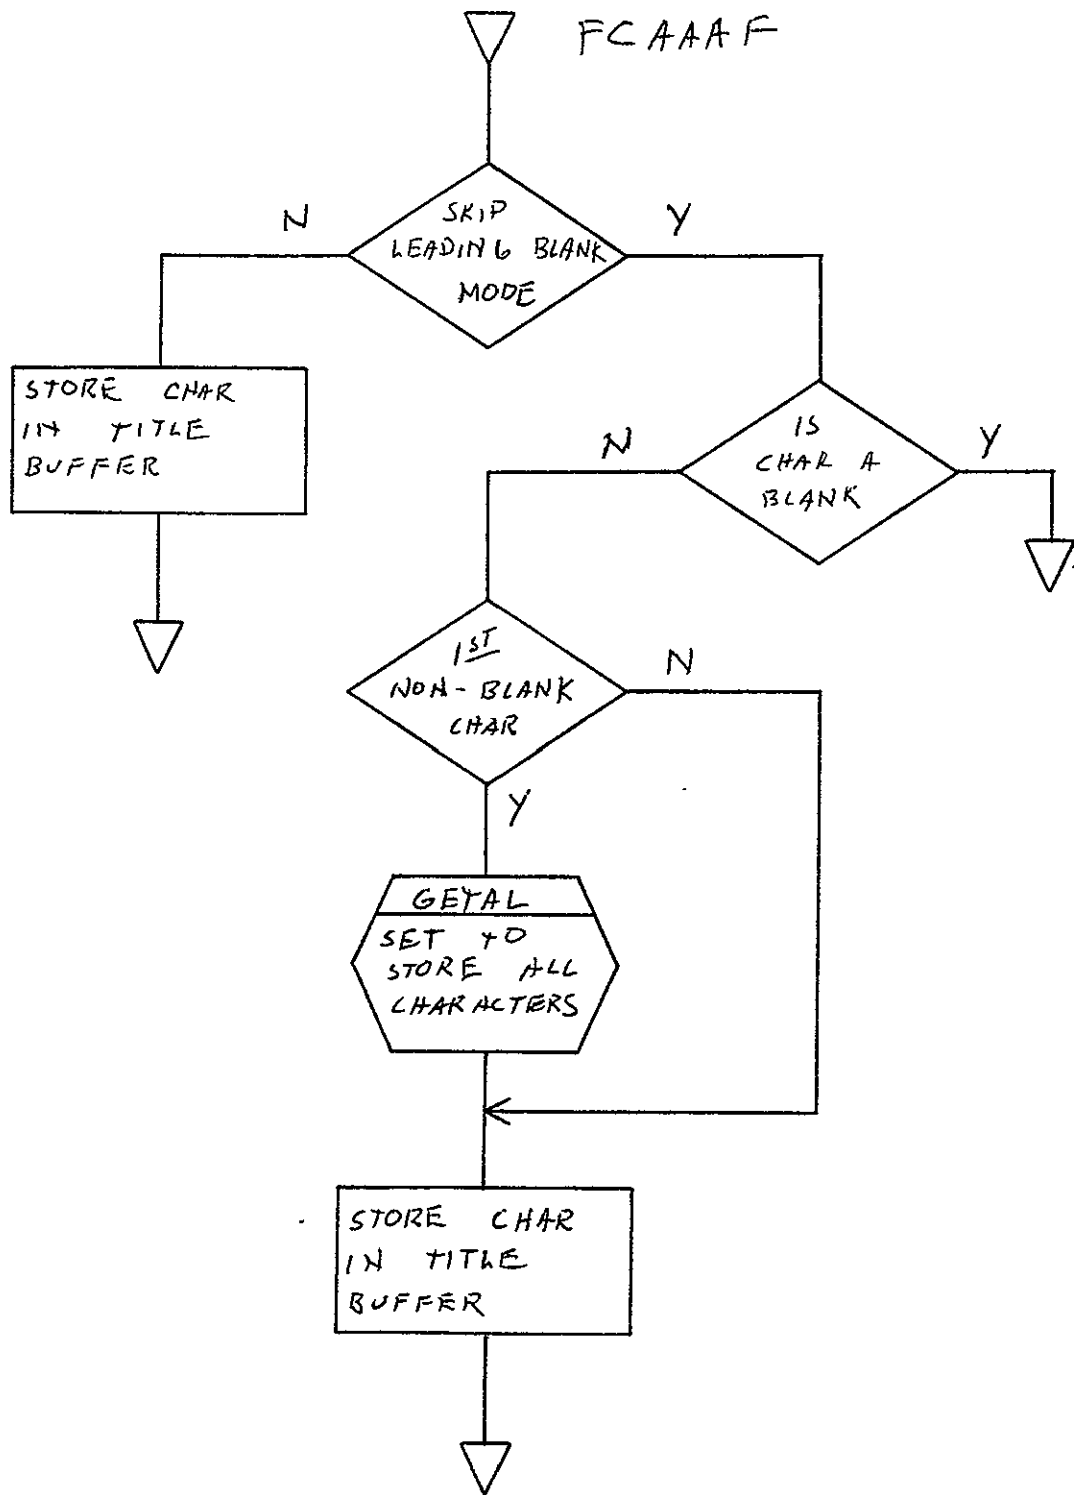 FCAAAF
N
SKIP
Y
LEADING BLANK
MODE
STORE CHAR
IN TITLE
BUFFER
N
IS
CHAR A
BLANK
Y
1ST
NON-BLANK
CHAR
N
Y
GETAL
SET TO
STORE ALL
CHARACTERS
STORE CHAR
IN TITLE
BUFFER